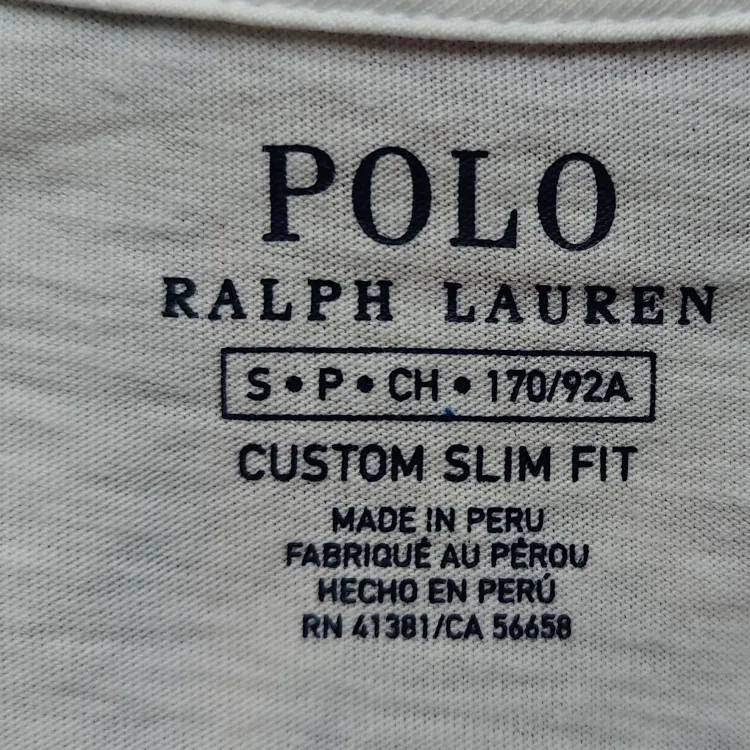 POLO
RALPH LAUREN
S • P • CH • 170/92A
CUSTOM SLIM FIT
MADE IN PERU
FABRIQUÉ AU PÉROU
HECHO EN PERÚ
RN 41381/CA 56658